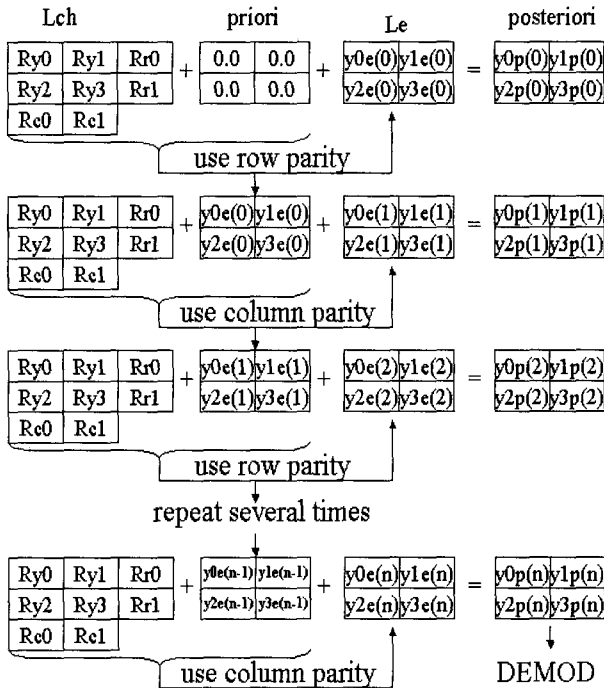 Lch priori Le posteriori
Ry0 Ry1 Rr0 + 0.0 0.0 + y0e(0) y1e(0) = y0p(0) y1p(0)
Ry2 Ry3 Rr1 0.0 0.0 y2e(0) y3e(0) y2p(0) y3p(0)
Rc0 Rc1
use row parity
Ry0 Ry1 Rr0 + y0e(0) y1e(0) + y0e(1) y1e(1) = y0p(1) y1p(1)
Ry2 Ry3 Rr1 y2e(0) y3e(0) y2e(1) y3e(1) y2p(1) y3p(1)
Rc0 Rc1
use column parity
Ry0 Ry1 Rr0 + y0e(1) y1e(1) + y0e(2) y1e(2) = y0p(2) y1p(2)
Ry2 Ry3 Rr1 y2e(1) y3e(1) y2e(2) y3e(2) y2p(2) y3p(2)
Rc0 Rc1
use row parity
repeat several times
Ry0 Ry1 Rr0 + y0e(n-1) y1e(n-1) + y0e(n) y1e(n) = y0p(n) y1p(n)
Ry2 Ry3 Rr1 y2e(n-1) y3e(n-1) y2e(n) y3e(n) y2p(n) y3p(n)
Rc0 Rc1
use column parity DEMOD